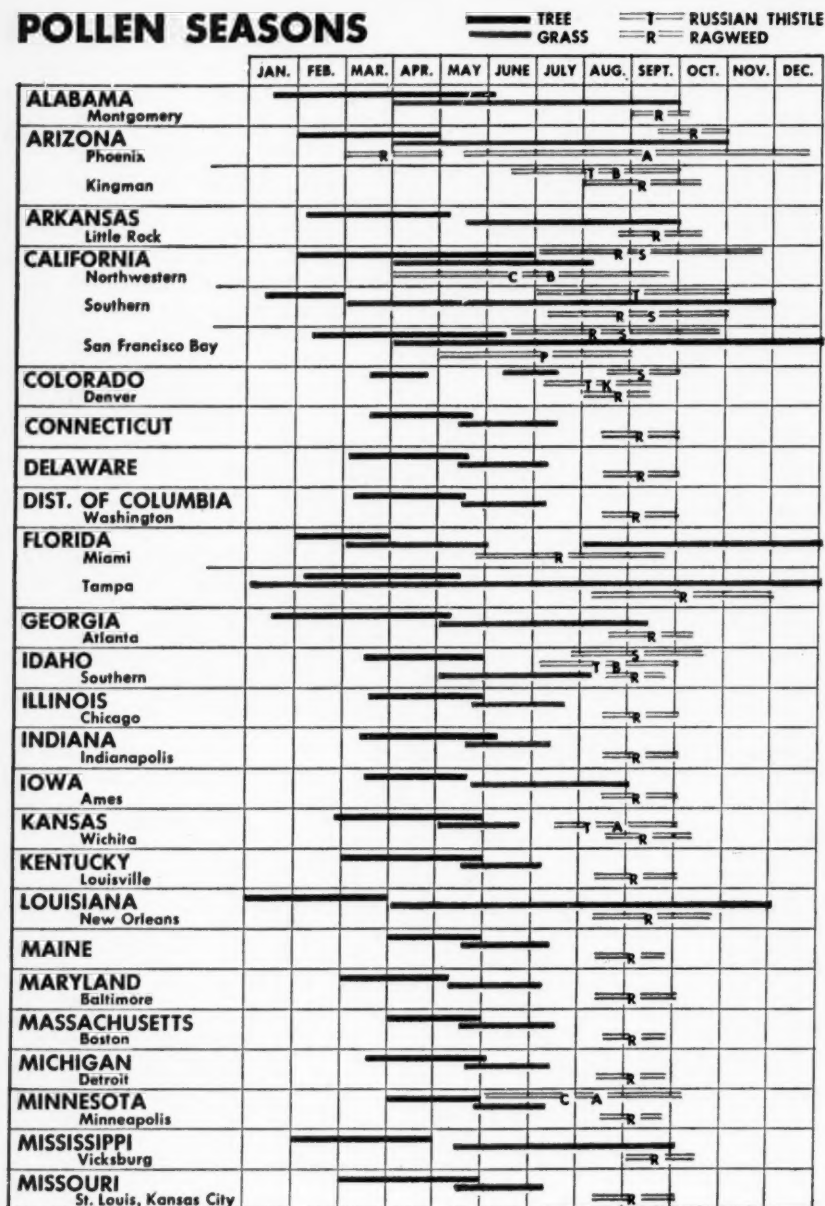 POLLEN SEASONS
TREE T RUSSIAN THISTLE
GRASS R RAGWEED
JAN. FEB. MAR. APR. MAY JUNE JULY AUG. SEPT. OCT. NOV. DEC.
ALABAMA
Montgomery R
ARIZONA R
Phoenix R A
T B
Kingman R
ARKANSAS
Little Rock R
CALIFORNIA R S
Northwestern C B
Southern T
R S
San Francisco Bay R S
P
COLORADO S
Denver T K
R
CONNECTICUT R
DELAWARE R
DIST. OF COLUMBIA
Washington R
FLORIDA
Miami R
Tampa R
GEORGIA
Atlanta R
IDAHO S
Southern T B
R
ILLINOIS
Chicago R
INDIANA
Indianapolis R
IOWA
Ames R
KANSAS T A
Wichita R
KENTUCKY
Louisville R
LOUISIANA
New Orleans R
MAINE R
MARYLAND
Baltimore R
MASSACHUSETTS
Boston R
MICHIGAN
Detroit R
MINNESOTA C A
Minneapolis R
MISSISSIPPI
Vicksburg R
MISSOURI
St. Louis, Kansas City R